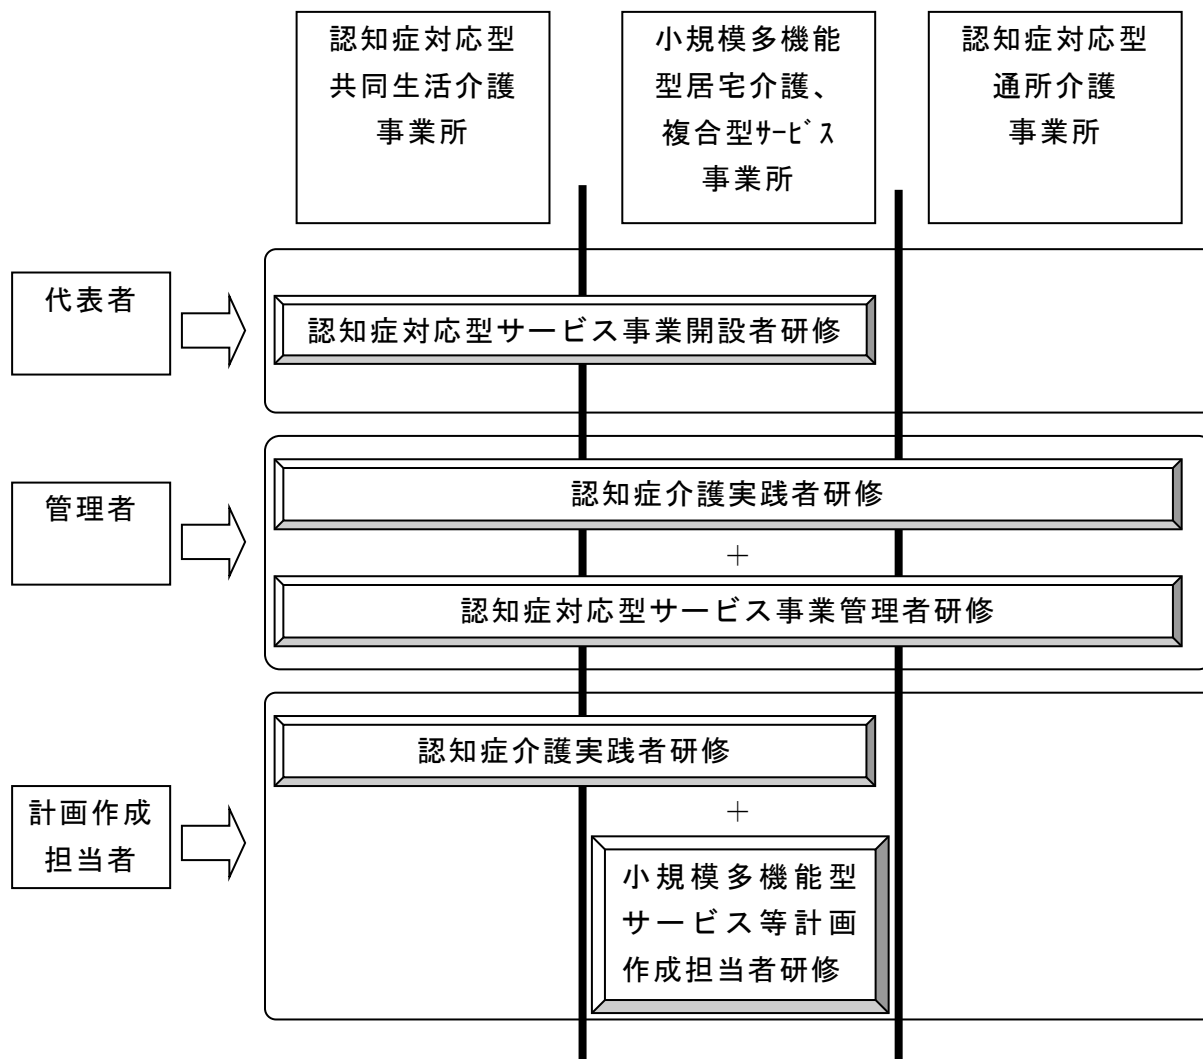 認知症対応型
共同生活介護
事業所
小規模多機能
型居宅介護、
複合型ｻｰﾋﾞｽ
事業所
認知症対応型
通所介護
事業所
代表者
認知症対応型サービス事業開設者研修
管理者
認知症介護実践者研修
＋
認知症対応型サービス事業管理者研修
計画作成
担当者
認知症介護実践者研修
＋
小規模多機能型
サービス等計画
作成担当者研修